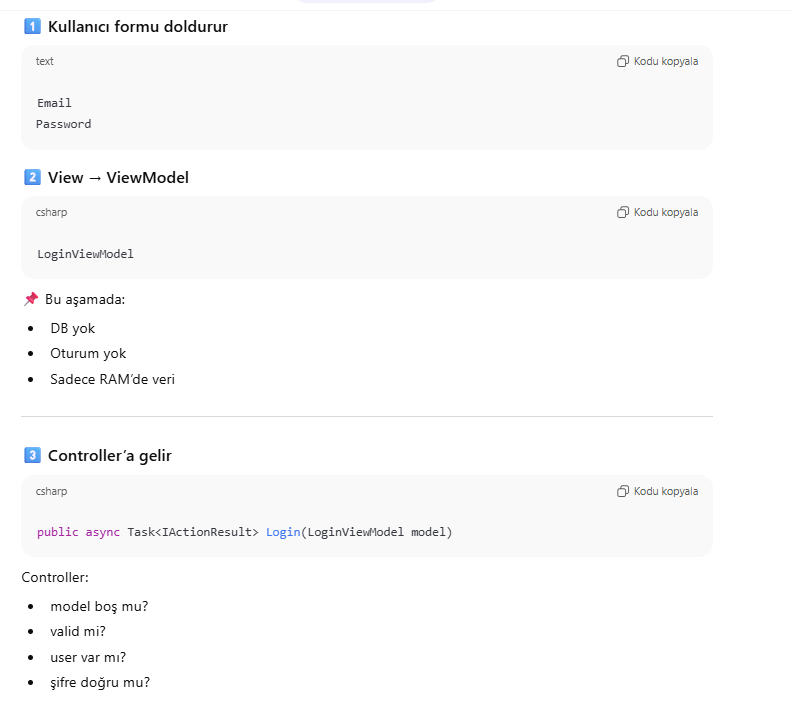 1 Kullanıcı formu doldurur
text Kodu kopyala
Email
Password
2 View → ViewModel
csharp Kodu kopyala
LoginViewModel
📌 Bu aşamada:
• DB yok
• Oturum yok
• Sadece RAM’de veri
3 Controller’a gelir
csharp Kodu kopyala
public async Task<IActionResult> Login(LoginViewModel model)
Controller:
• model boş mu?
• valid mi?
• user var mı?
• şifre doğru mu?